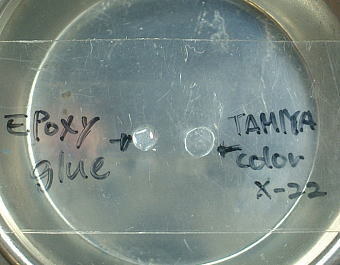 EPOXY
glue
TAMIYA
color
X-22